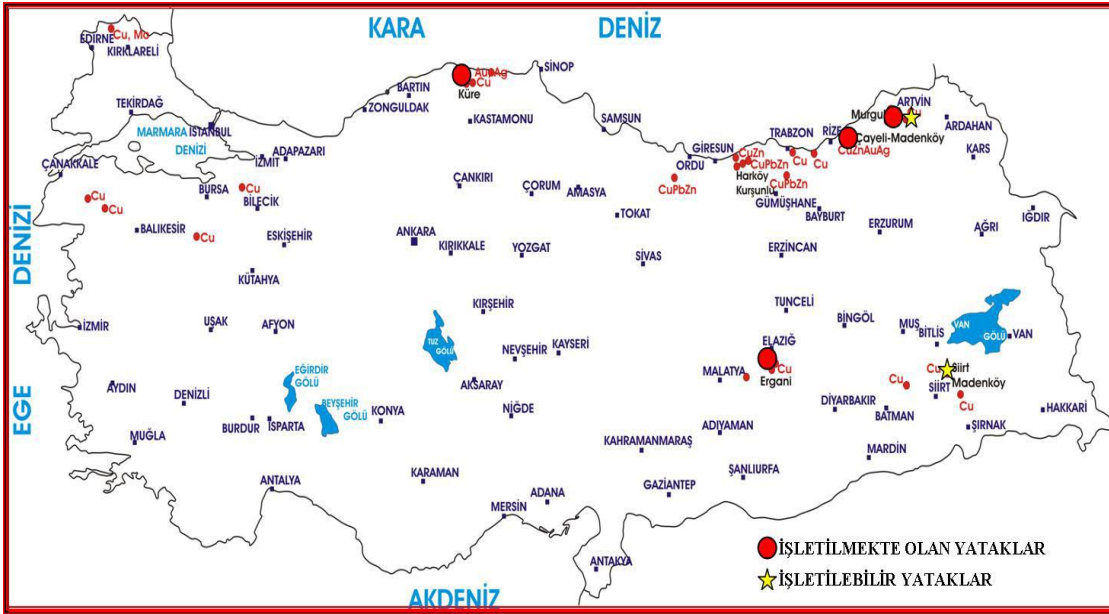 KARA DENİZ
Cu, Mo
EDİRNE
KIRKLARELİ
TEKİRDAĞ
MARMARA
DENİZİ
İSTANBUL
İZMİT
ADAPAZARI
ÇANAKKALE
BURSA
Cu
BİLECİK
Cu
Cu
BALIKESİR
Cu
ESKİŞEHİR
KÜTAHYA
ZONGULDAK
BARTIN
AuAg
Cu
Küre
KASTAMONU
SİNOP
SAMSUN
ÇANKIRI
ÇORUM
AMASYA
TOKAT
ORDU
GİRESUN
CuPbZn
CuZn
CuPbZn
Harköy
Kurşunlu
TRABZON
Cu
Cu
CuPbZn
GÜMÜŞHANE
BAYBURT
RİZE
Çayeli-Madenköy
CuZnAuAg
ARTVİN
Murgul
ARDAHAN
KARS
IĞDIR
AĞRI
ERZURUM
ERZİNCAN
ANKARA
KIRIKKALE
YOZGAT
SİVAS
EGE DENİZİ
İZMİR
UŞAK
AFYON
KIRŞEHİR
TUZ
GÖLÜ
NEVŞEHİR
KAYSERİ
AKSARAY
NİĞDE
TUNCELİ
BİNGÖL
MUŞ
BİTLİS
VAN
GÖLÜ
VAN
ELAZIĞ
Cu
Ergani
MALATYA
Cu
Siirt
Madenköy
Cu
SİİRT
Cu
DİYARBAKIR
BATMAN
HAKKARİ
ŞIRNAK
MARDİN
AYDIN
DENİZLİ
EĞİRDİR
GÖLÜ
BEYŞEHİR
GÖLÜ
BURDUR
ISPARTA
KONYA
MUĞLA
ANTALYA
KARAMAN
MERSİN
ADANA
KAHRAMANMARAŞ
ADIYAMAN
GAZİANTEP
ŞANLIURFA
ANTAKYA
AKDENİZ
İŞLETİLMEKTE OLAN YATAKLAR
İŞLETİLEBİLİR YATAKLAR